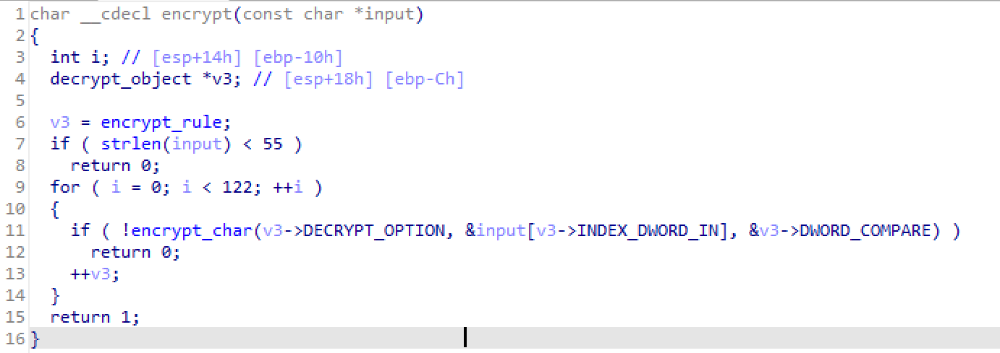 1 char __cdecl encrypt(const char *input)
2 {
3   int i; // [esp+14h] [ebp-10h]
4   decrypt_object *v3; // [esp+18h] [ebp-Ch]
5
6   v3 = encrypt_rule;
7   if ( strlen(input) < 55 )
8     return 0;
9   for ( i = 0; i < 122; ++i )
10   {
11     if ( !encrypt_char(v3->DECRYPT_OPTION, &input[v3->INDEX_DWORD_IN], &v3->DWORD_COMPARE) )
12       return 0;
13     ++v3;
14   }
15   return 1;
16 }